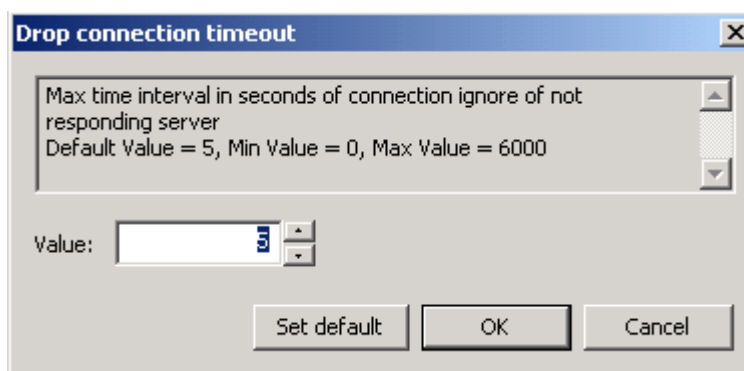 Drop connection timeout
Max time interval in seconds of connection ignore of not
responding server
Default Value = 5, Min Value = 0, Max Value = 6000
Value: 5
Set default OK Cancel